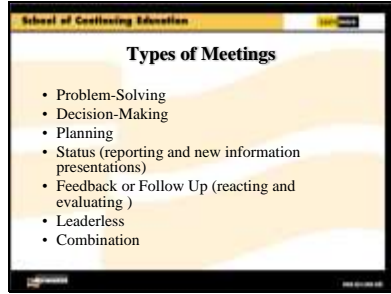 School of Continuing Education
Types of Meetings
• Problem-Solving
• Decision-Making
• Planning
• Status (reporting and new information
presentations)
• Feedback or Follow Up (reacting and
evaluating )
• Leaderless
• Combination